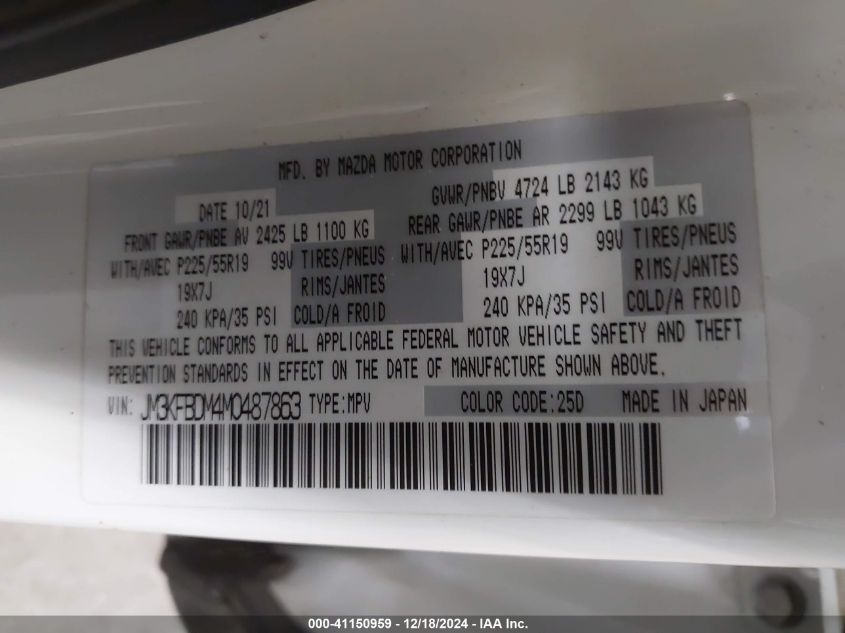 MFD. BY MAZDA MOTOR CORPORATION
DATE 10/21 GVWR/PNBV 4724 LB 2143 KG
FRONT GAWR/PNBE AV 2425 LB 1100 KG REAR GAWR/PNBE AR 2299 LB 1043 KG
WITH/AVEC P225/55R19 99V TIRES/PNEUS WITH/AVEC P225/55R19 99V TIRES/PNEUS
19X7J RIMS/JANTES 19X7J RIMS/JANTES
240 KPA/35 PSI COLD/A FROID 240 KPA/35 PSI COLD/A FROID
THIS VEHICLE CONFORMS TO ALL APPLICABLE FEDERAL MOTOR VEHICLE SAFETY AND THEFT
PREVENTION STANDARDS IN EFFECT ON THE DATE OF MANUFACTURE SHOWN ABOVE.
VIN: JM3KFBDM4M0487863 TYPE:MPV COLOR CODE:25D MADE IN JAPAN
000-41150959 - 12/18/2024 - IAA Inc.